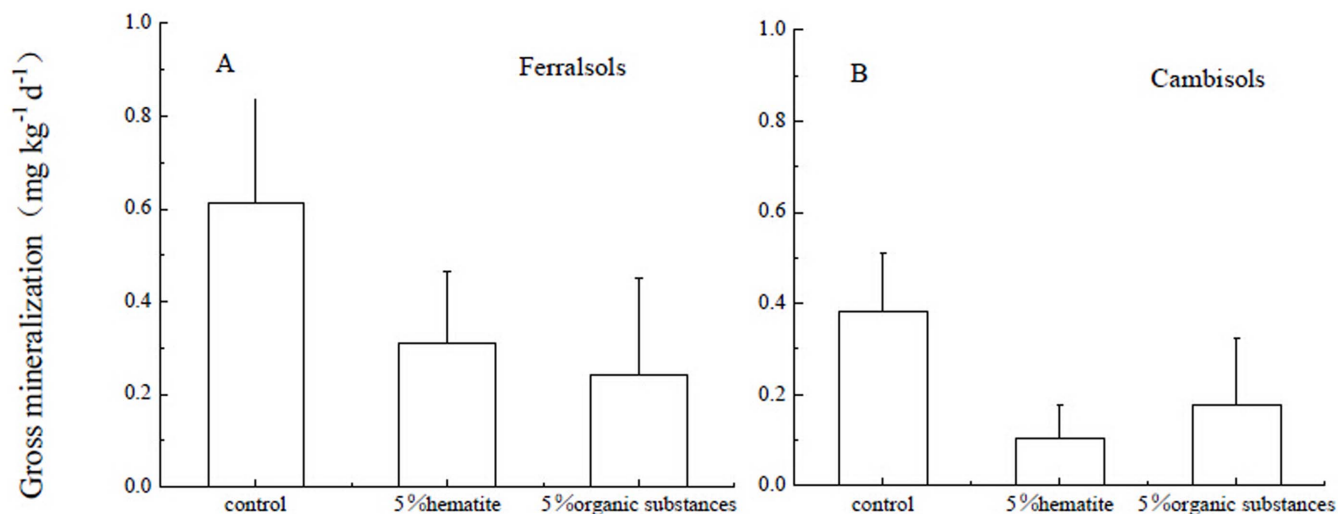 Gross mineralization（mg kg-1 d-1）
A
Ferralsols
1.0
0.8
0.6
0.4
0.2
0.0
control
5%hematite
5%organic substances
B
Cambisols
1.0
0.8
0.6
0.4
0.2
0.0
control
5%hematite
5%organic substances